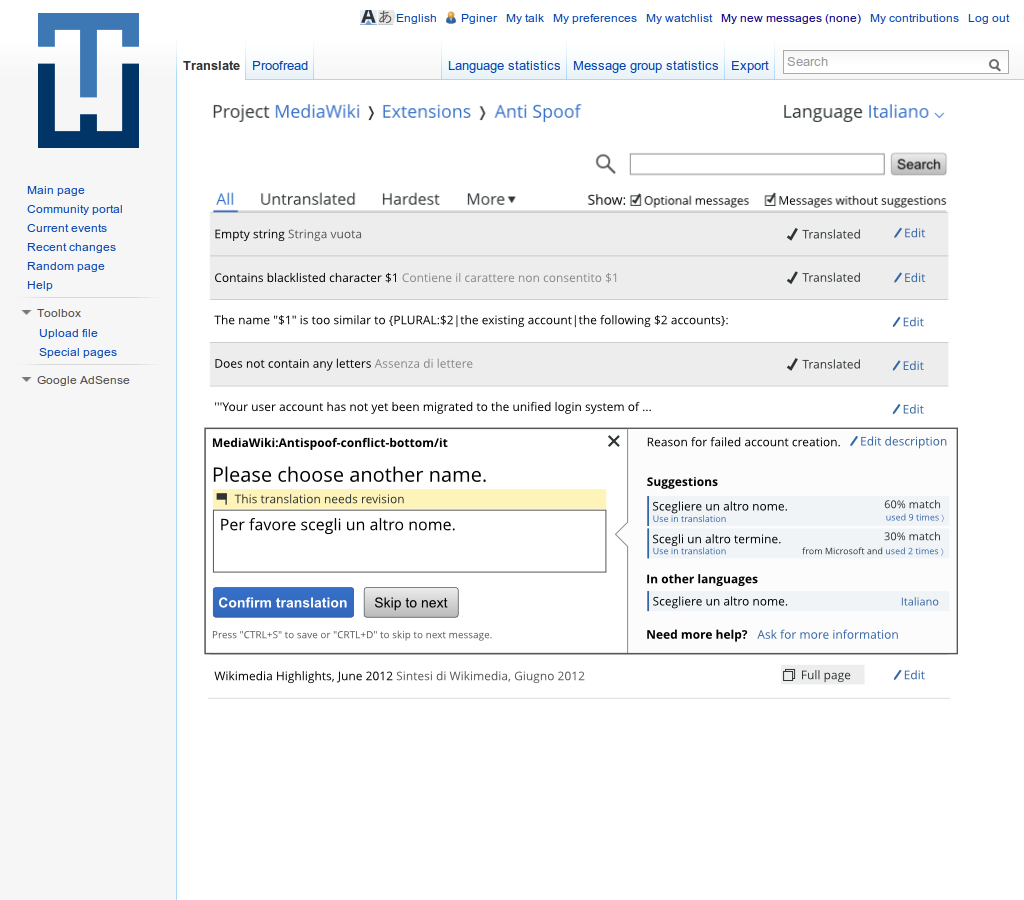 Aあ English Pginer My talk My preferences My watchlist My new messages (none) My contributions Log out
Translate Proofread Language statistics Message group statistics Export Search
Project MediaWiki ❭ Extensions ❭ Anti Spoof Language Italiano
Search
Main page
Community portal
Current events
Recent changes
Random page
Help
Toolbox
Upload file
Special pages
Google AdSense
All Untranslated Hardest More▼ Show: Optional messages Messages without suggestions
Empty string Stringa vuota Translated Edit
Contains blacklisted character $1 Contiene il carattere non consentito $1 Translated Edit
The name "$1" is too similar to {PLURAL:$2|the existing account|the following $2 accounts}: Edit
Does not contain any letters Assenza di lettere Translated Edit
'''Your user account has not yet been migrated to the unified login system of ... Edit
MediaWiki:Antispoof-conflict-bottom/it
Please choose another name.
This translation needs revision
Per favore scegli un altro nome.
Confirm translation Skip to next
Press "CTRL+S" to save or "CRTL+D" to skip to next message.
Reason for failed account creation. Edit description
Suggestions
Scegliere un altro nome. 60% match
Use in translation used 9 times ⟩
Scegli un altro termine. 30% match
Use in translation from Microsoft and used 2 times ⟩
In other languages
Scegliere un altro nome. Italiano
Need more help? Ask for more information
Wikimedia Highlights, June 2012 Sintesi di Wikimedia, Giugno 2012 Full page Edit